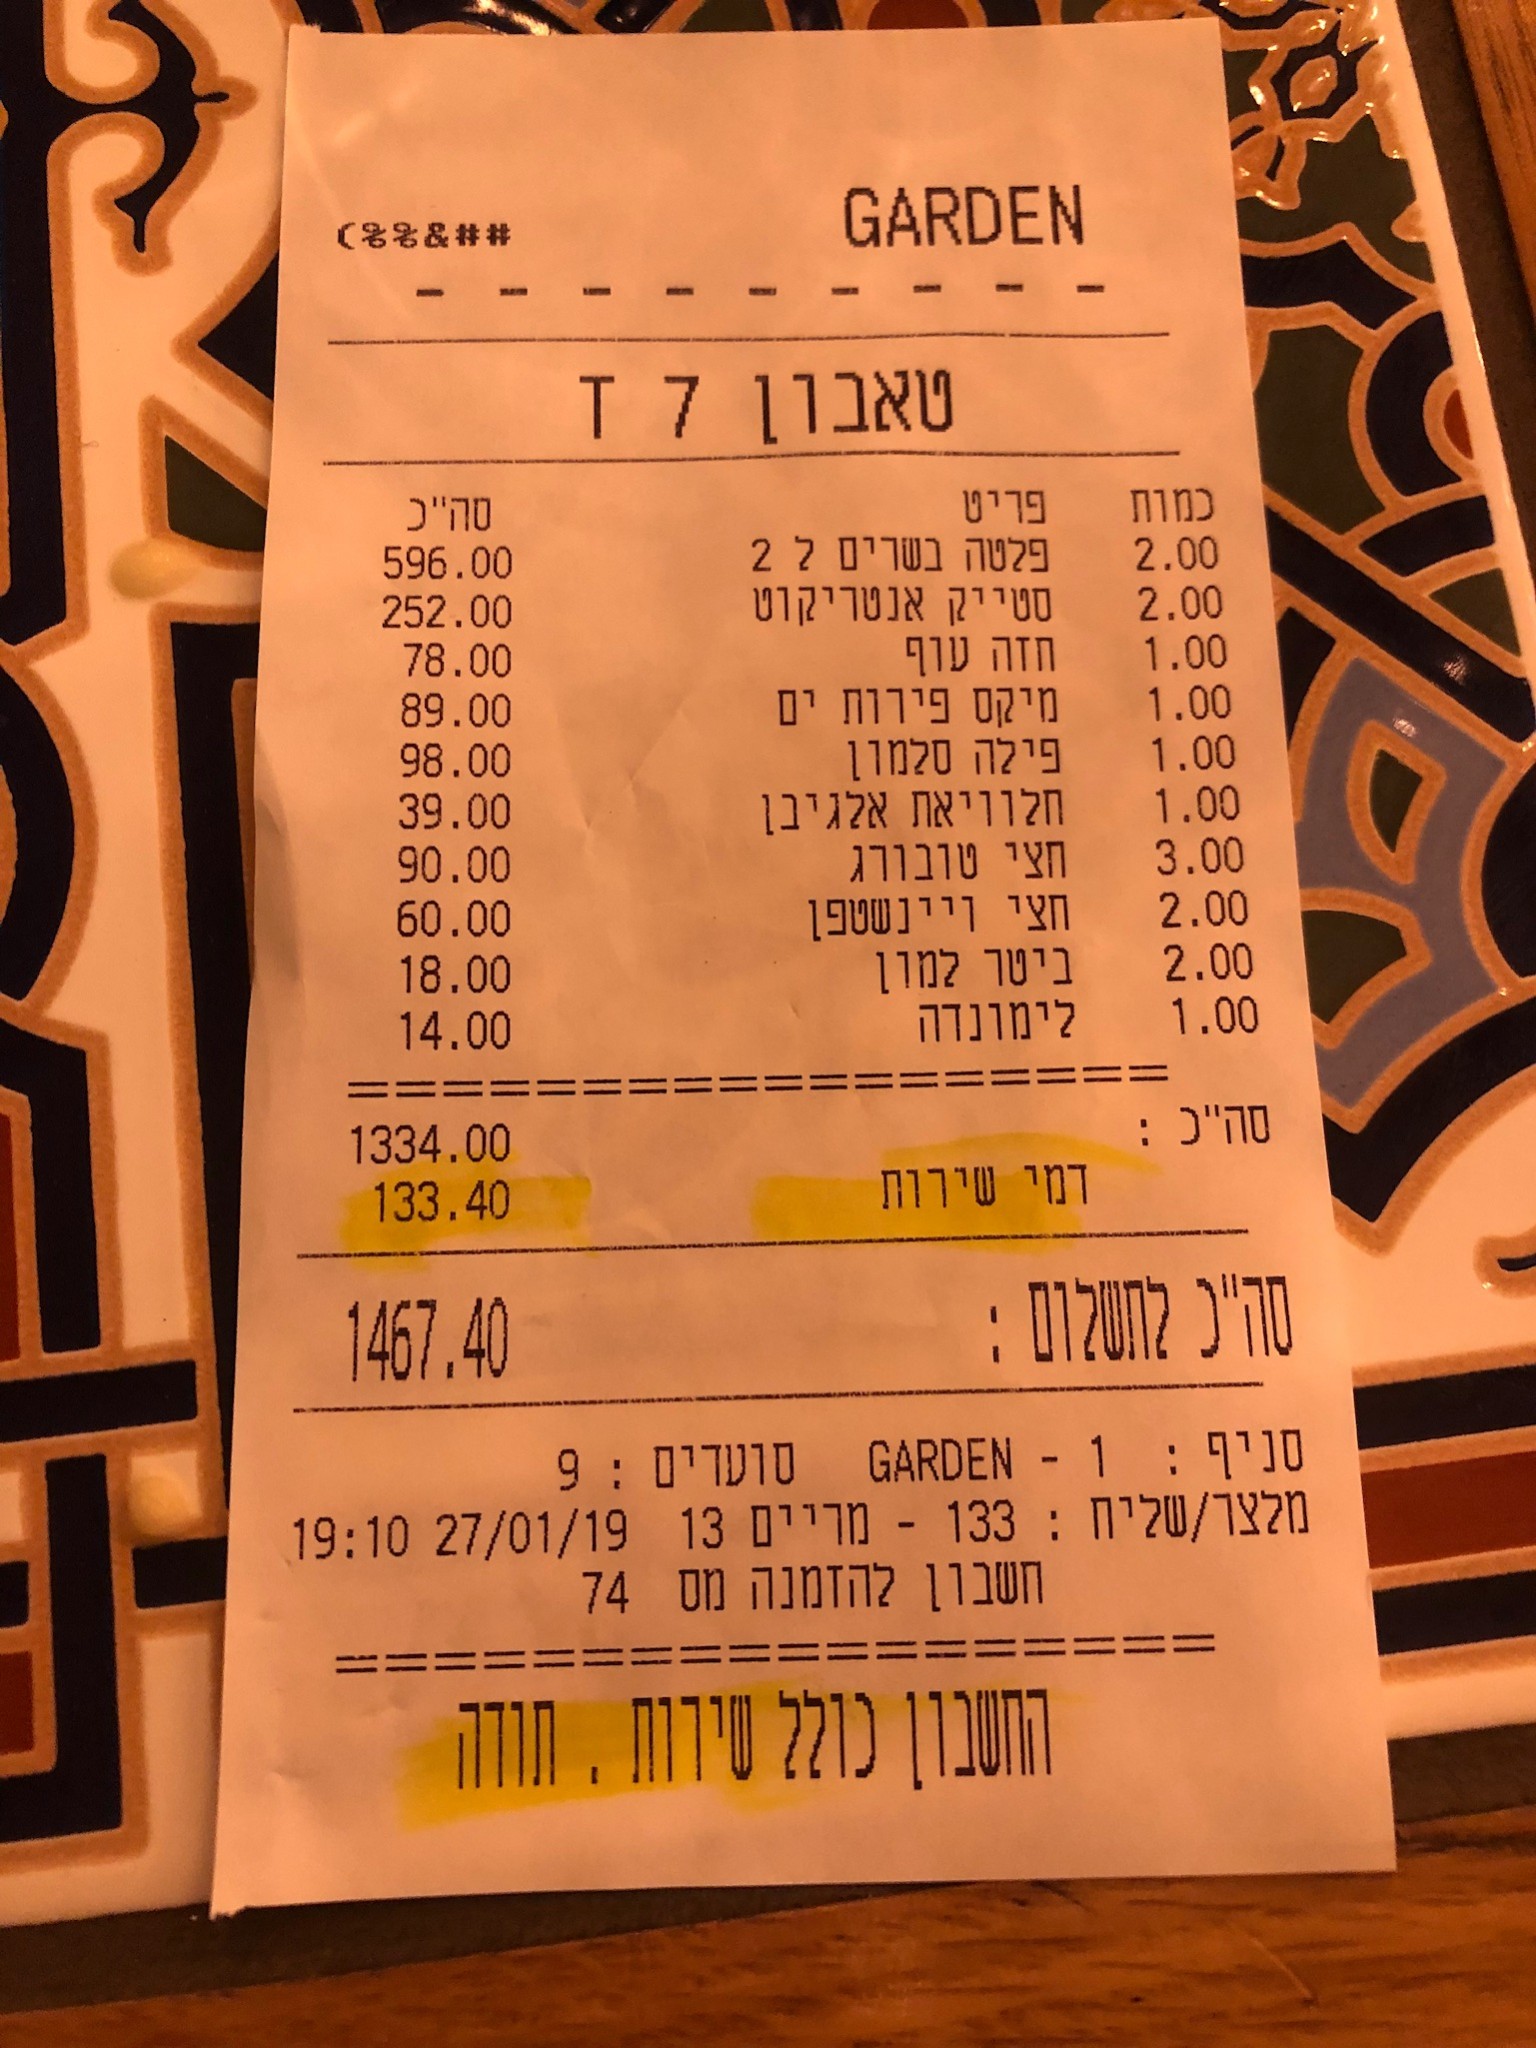 GARDEN (%%&##
- - - - - - - - -
טאבון 7 T
כמות פריט סה"כ
2.00 פלטה בשרים ל 2 596.00
2.00 סטייק אנטריקוט 252.00
1.00 חזה עוף 78.00
1.00 מיקס פירות ים 89.00
1.00 פילה סלמון 98.00
1.00 חלוויאת אלגיבן 39.00
3.00 חצי טובורג 90.00
2.00 חצי ויינשטפן 60.00
2.00 ביטר למון 18.00
1.00 לימונדה 14.00
==================
סה"כ : 1334.00
דמי שירות 133.40
סה"כ לתשלום : 1467.40
סניף : 1 - GARDEN סועדים : 9
מלצר/שליח : 133 - מריים 13 27/01/19 19:10
חשבון להזמנה מס 74
==================
החשבון כולל שירות . תודה